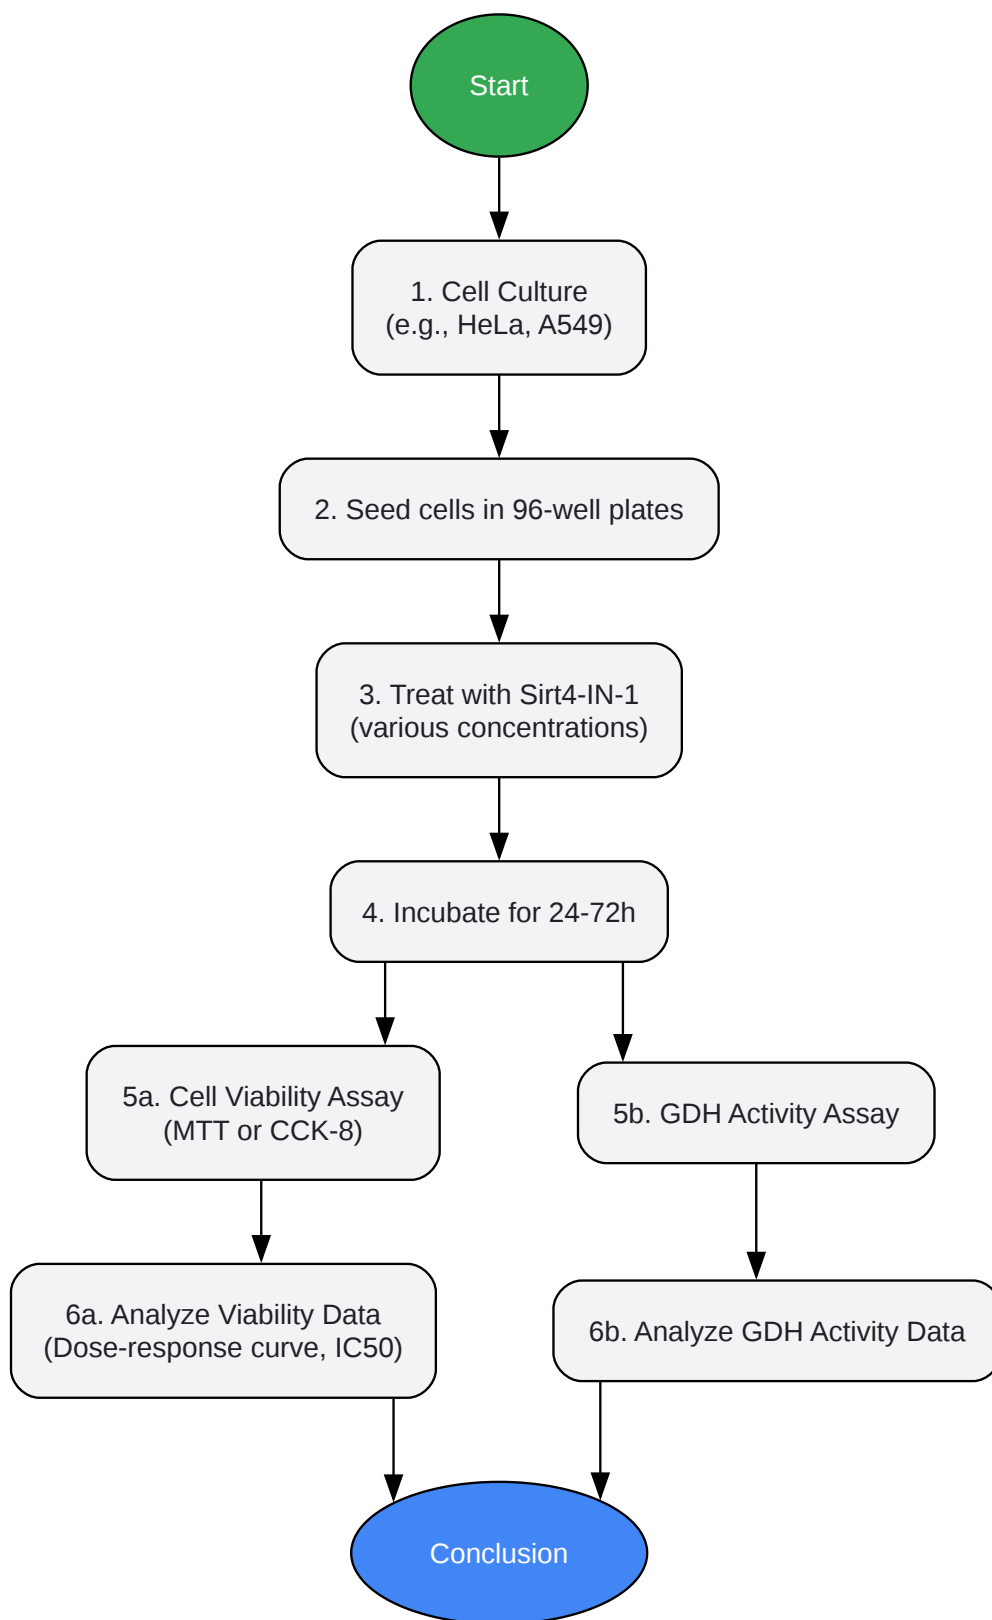 Start
1. Cell Culture
(e.g., HeLa, A549)
2. Seed cells in 96-well plates
3. Treat with Sirt4-IN-1
(various concentrations)
4. Incubate for 24-72h
5a. Cell Viability Assay
(MTT or CCK-8)
5b. GDH Activity Assay
6a. Analyze Viability Data
(Dose-response curve, IC50)
6b. Analyze GDH Activity Data
Conclusion